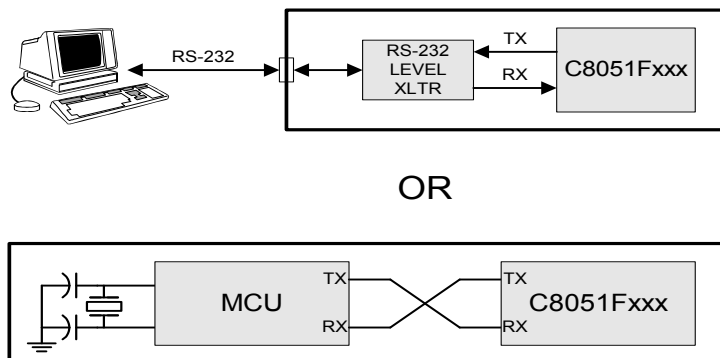 RS-232
RS-232
LEVEL
XLTR
TX
RX
C8051Fxxx
OR
MCU
TX
RX
TX
RX
C8051Fxxx